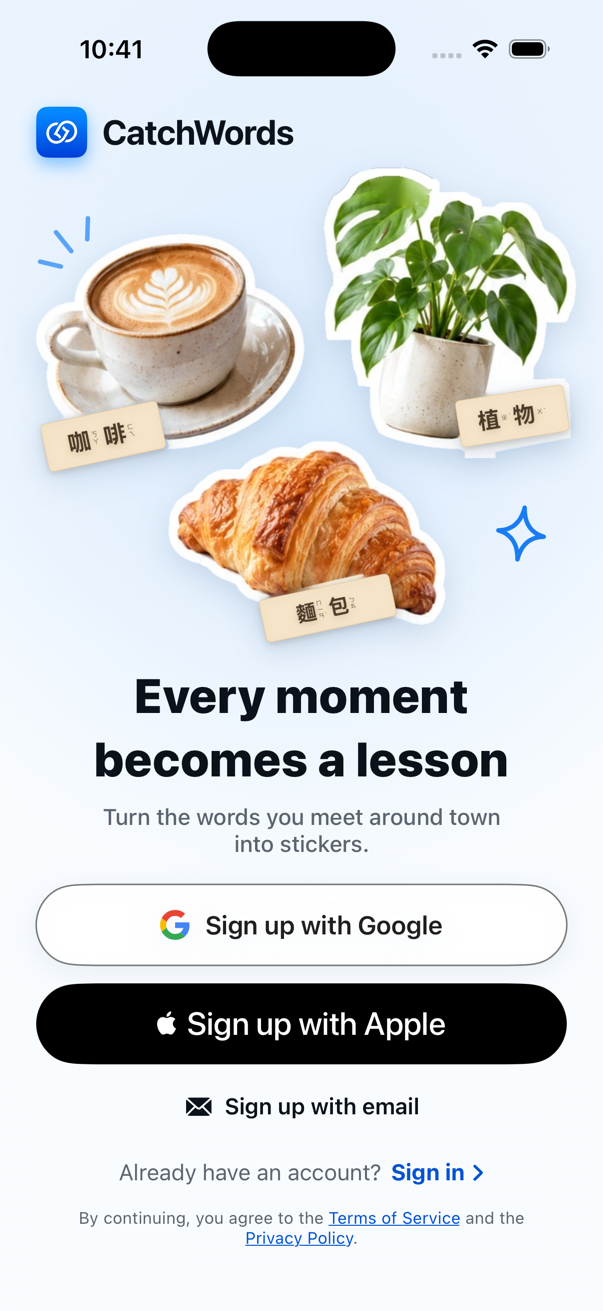 10:41
CatchWords
植物
咖啡
麵包
Every moment
becomes a lesson
Turn the words you meet around town
into stickers.
Sign up with Google
Sign up with Apple
Sign up with email
Already have an account? Sign in
By continuing, you agree to the Terms of Service and the
Privacy Policy.